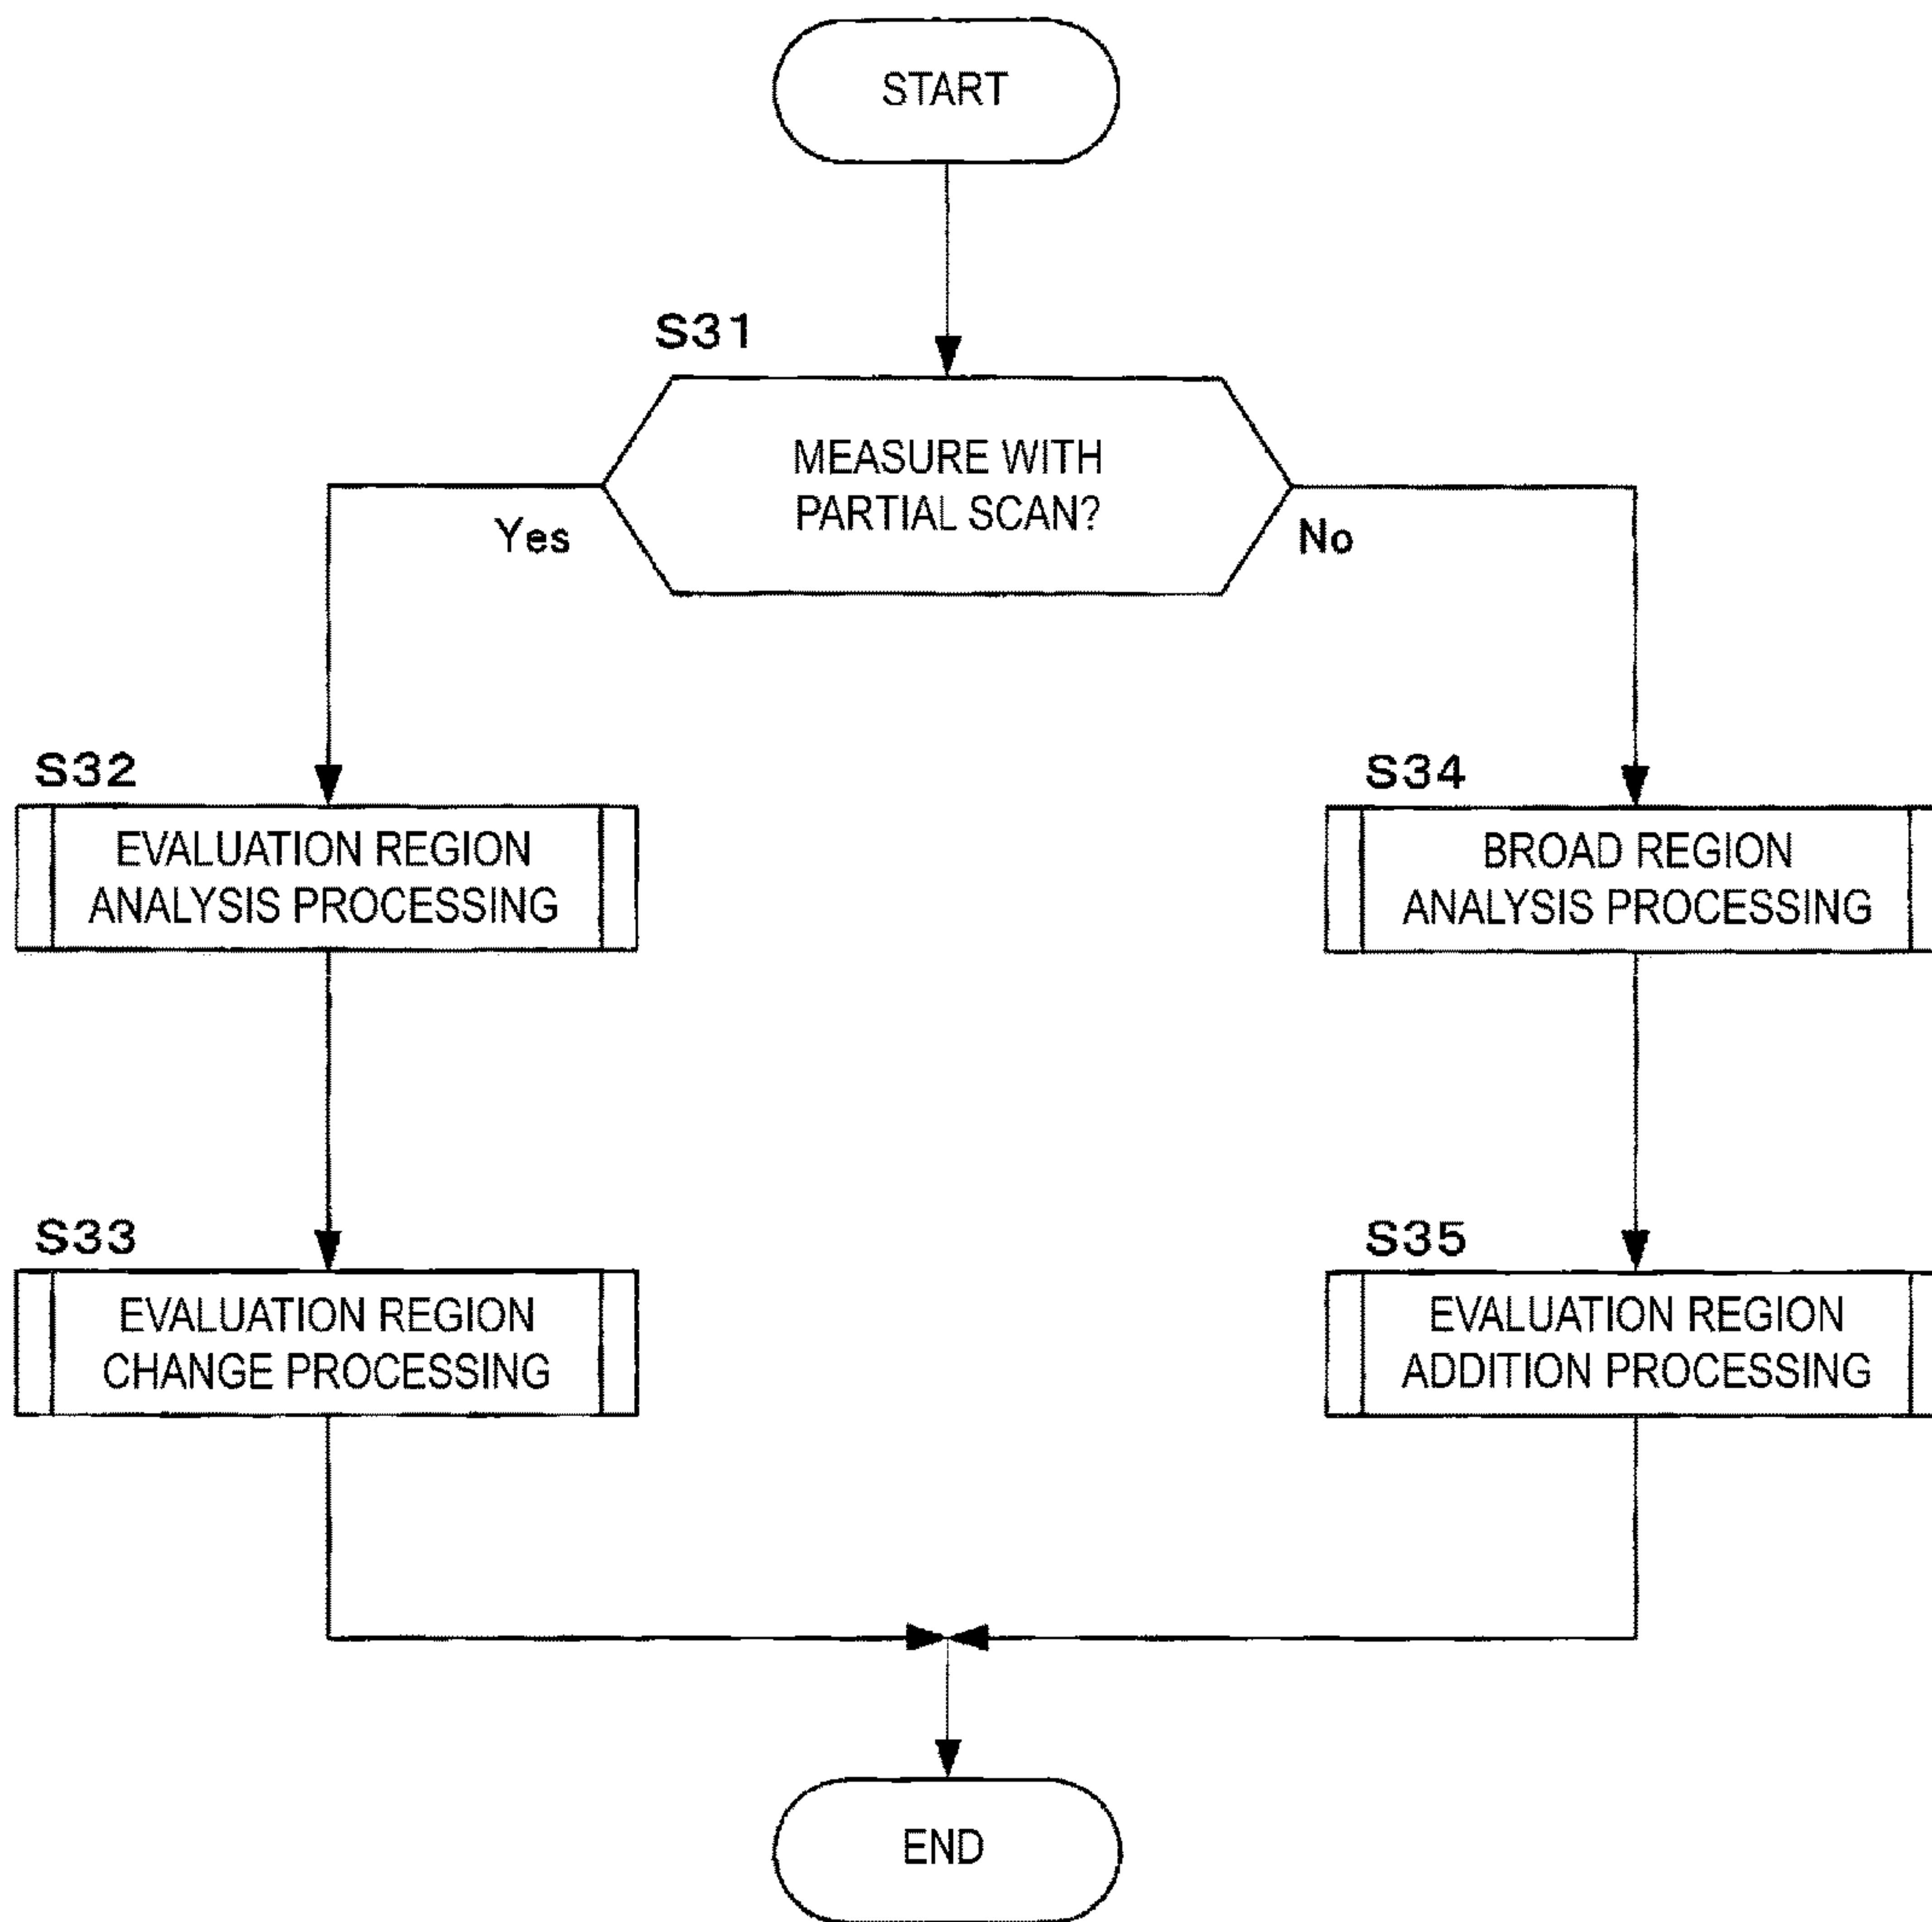 START
S31
MEASURE WITH
PARTIAL SCAN?
Yes
No
S32
EVALUATION REGION
ANALYSIS PROCESSING
S34
BROAD REGION
ANALYSIS PROCESSING
S33
EVALUATION REGION
CHANGE PROCESSING
S35
EVALUATION REGION
ADDITION PROCESSING
END